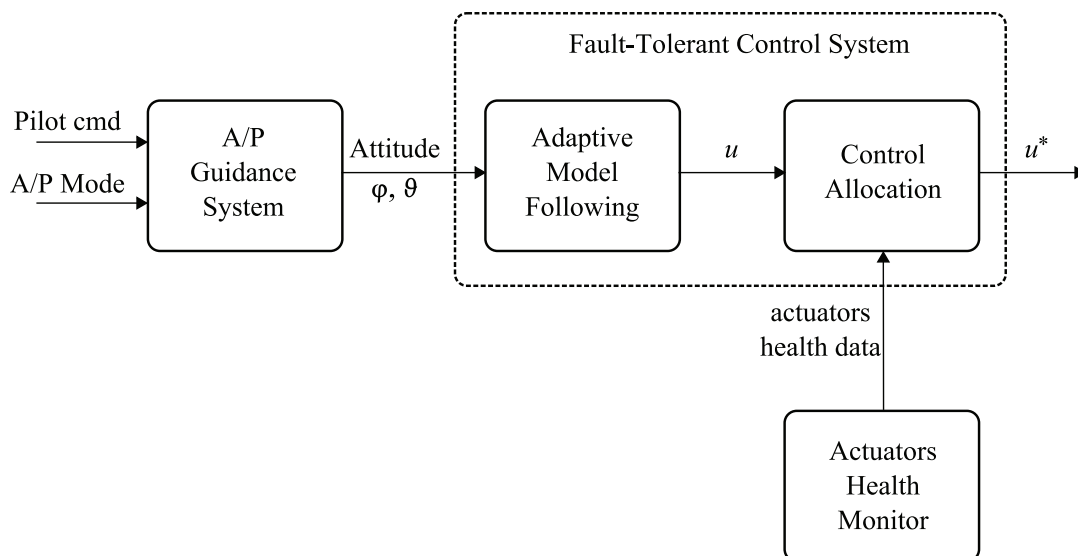 Fault-Tolerant Control System
Pilot cmd
A/P Mode
A/P
Guidance
System
Attitude
φ, ϑ
Adaptive
Model
Following
u
Control
Allocation
u*
actuators
health data
Actuators
Health
Monitor